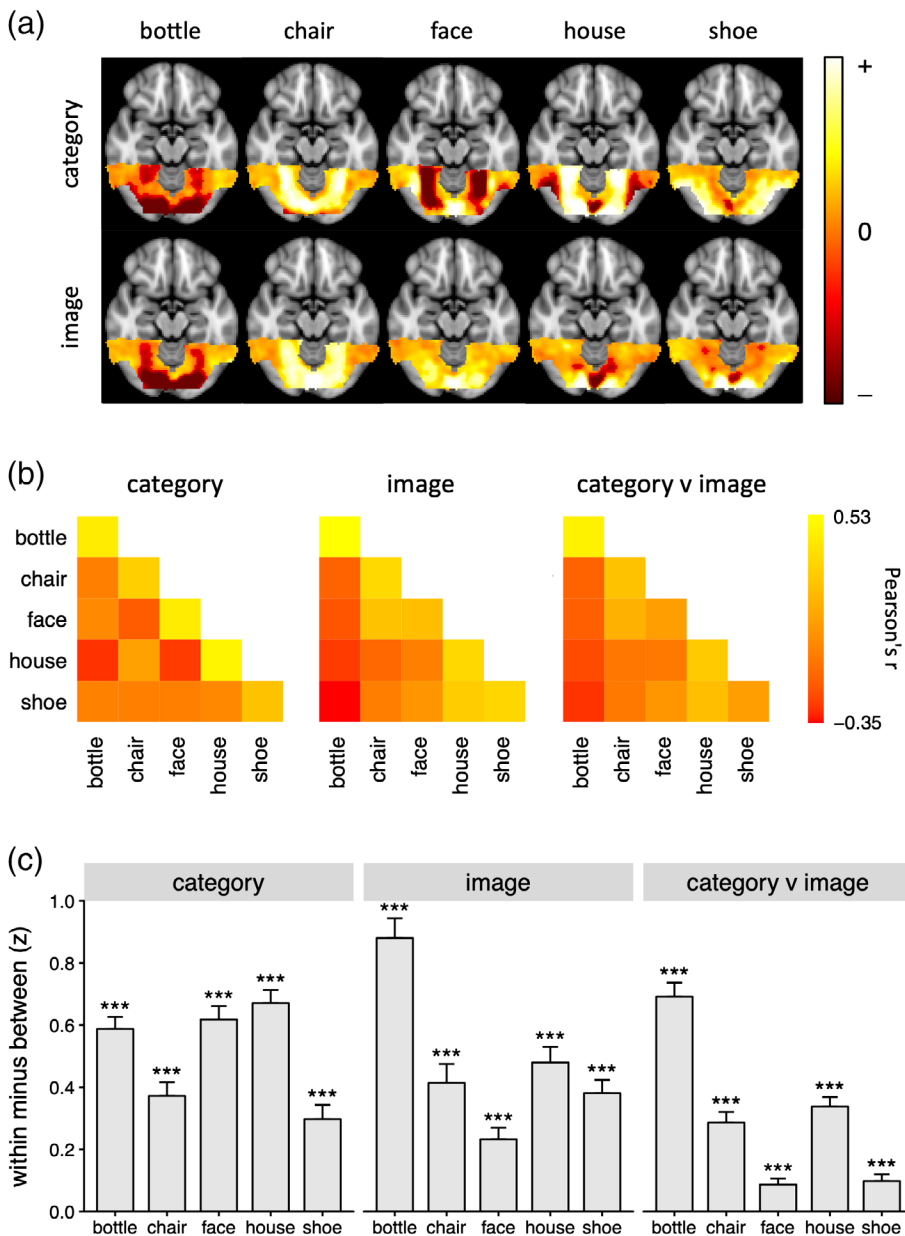 (a)
bottle chair face house shoe
category
image
+
0
–
(b)
category image category v image
bottle
chair
face
house
shoe
bottle chair face house shoe bottle chair face house shoe bottle chair face house shoe
0.53
Pearson's r
−0.35
(c)
category image category v image
within minus between (z)
1.0
0.8
0.6
0.4
0.2
0.0
*** *** *** *** ***
*** *** *** *** ***
*** *** *** *** ***
bottle chair face house shoe bottle chair face house shoe bottle chair face house shoe